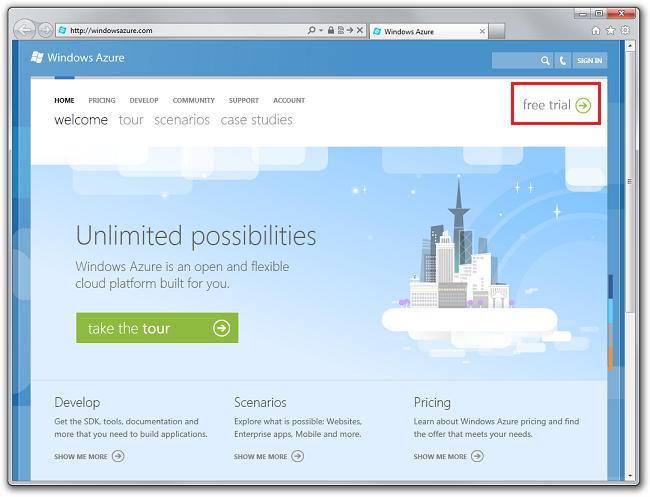 http://windowsazure.com
Windows Azure
Windows Azure
SIGN IN
HOME PRICING DEVELOP COMMUNITY SUPPORT ACCOUNT
welcome tour scenarios case studies
free trial
Unlimited possibilities
Windows Azure is an open and flexible
cloud platform built for you.
take the tour
Develop
Get the SDK, tools, documentation and
more that you need to build applications.
SHOW ME MORE
Scenarios
Explore what is possible: Websites,
Enterprise apps, Mobile and more.
SHOW ME MORE
Pricing
Learn about Windows Azure pricing and find
the offer that meets your needs.
SHOW ME MORE